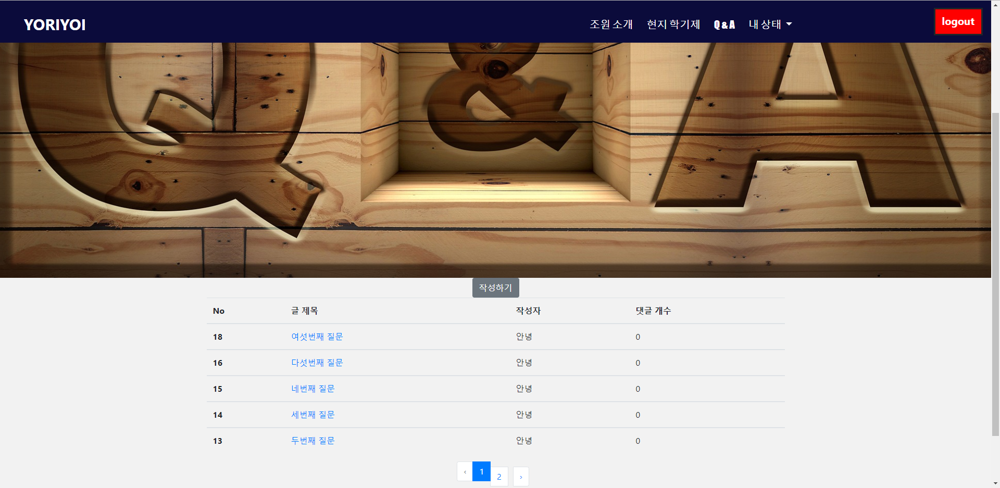 YORIYOI 조원 소개 현지 학기제 Q & A 내 상태 logout
Q & A
작성하기
No 글 제목 작성자 댓글 개수
18 여섯번째 질문 안녕 0
16 다섯번째 질문 안녕 0
15 네번째 질문 안녕 0
14 세번째 질문 안녕 0
13 두번째 질문 안녕 0
‹ 1 2 ›